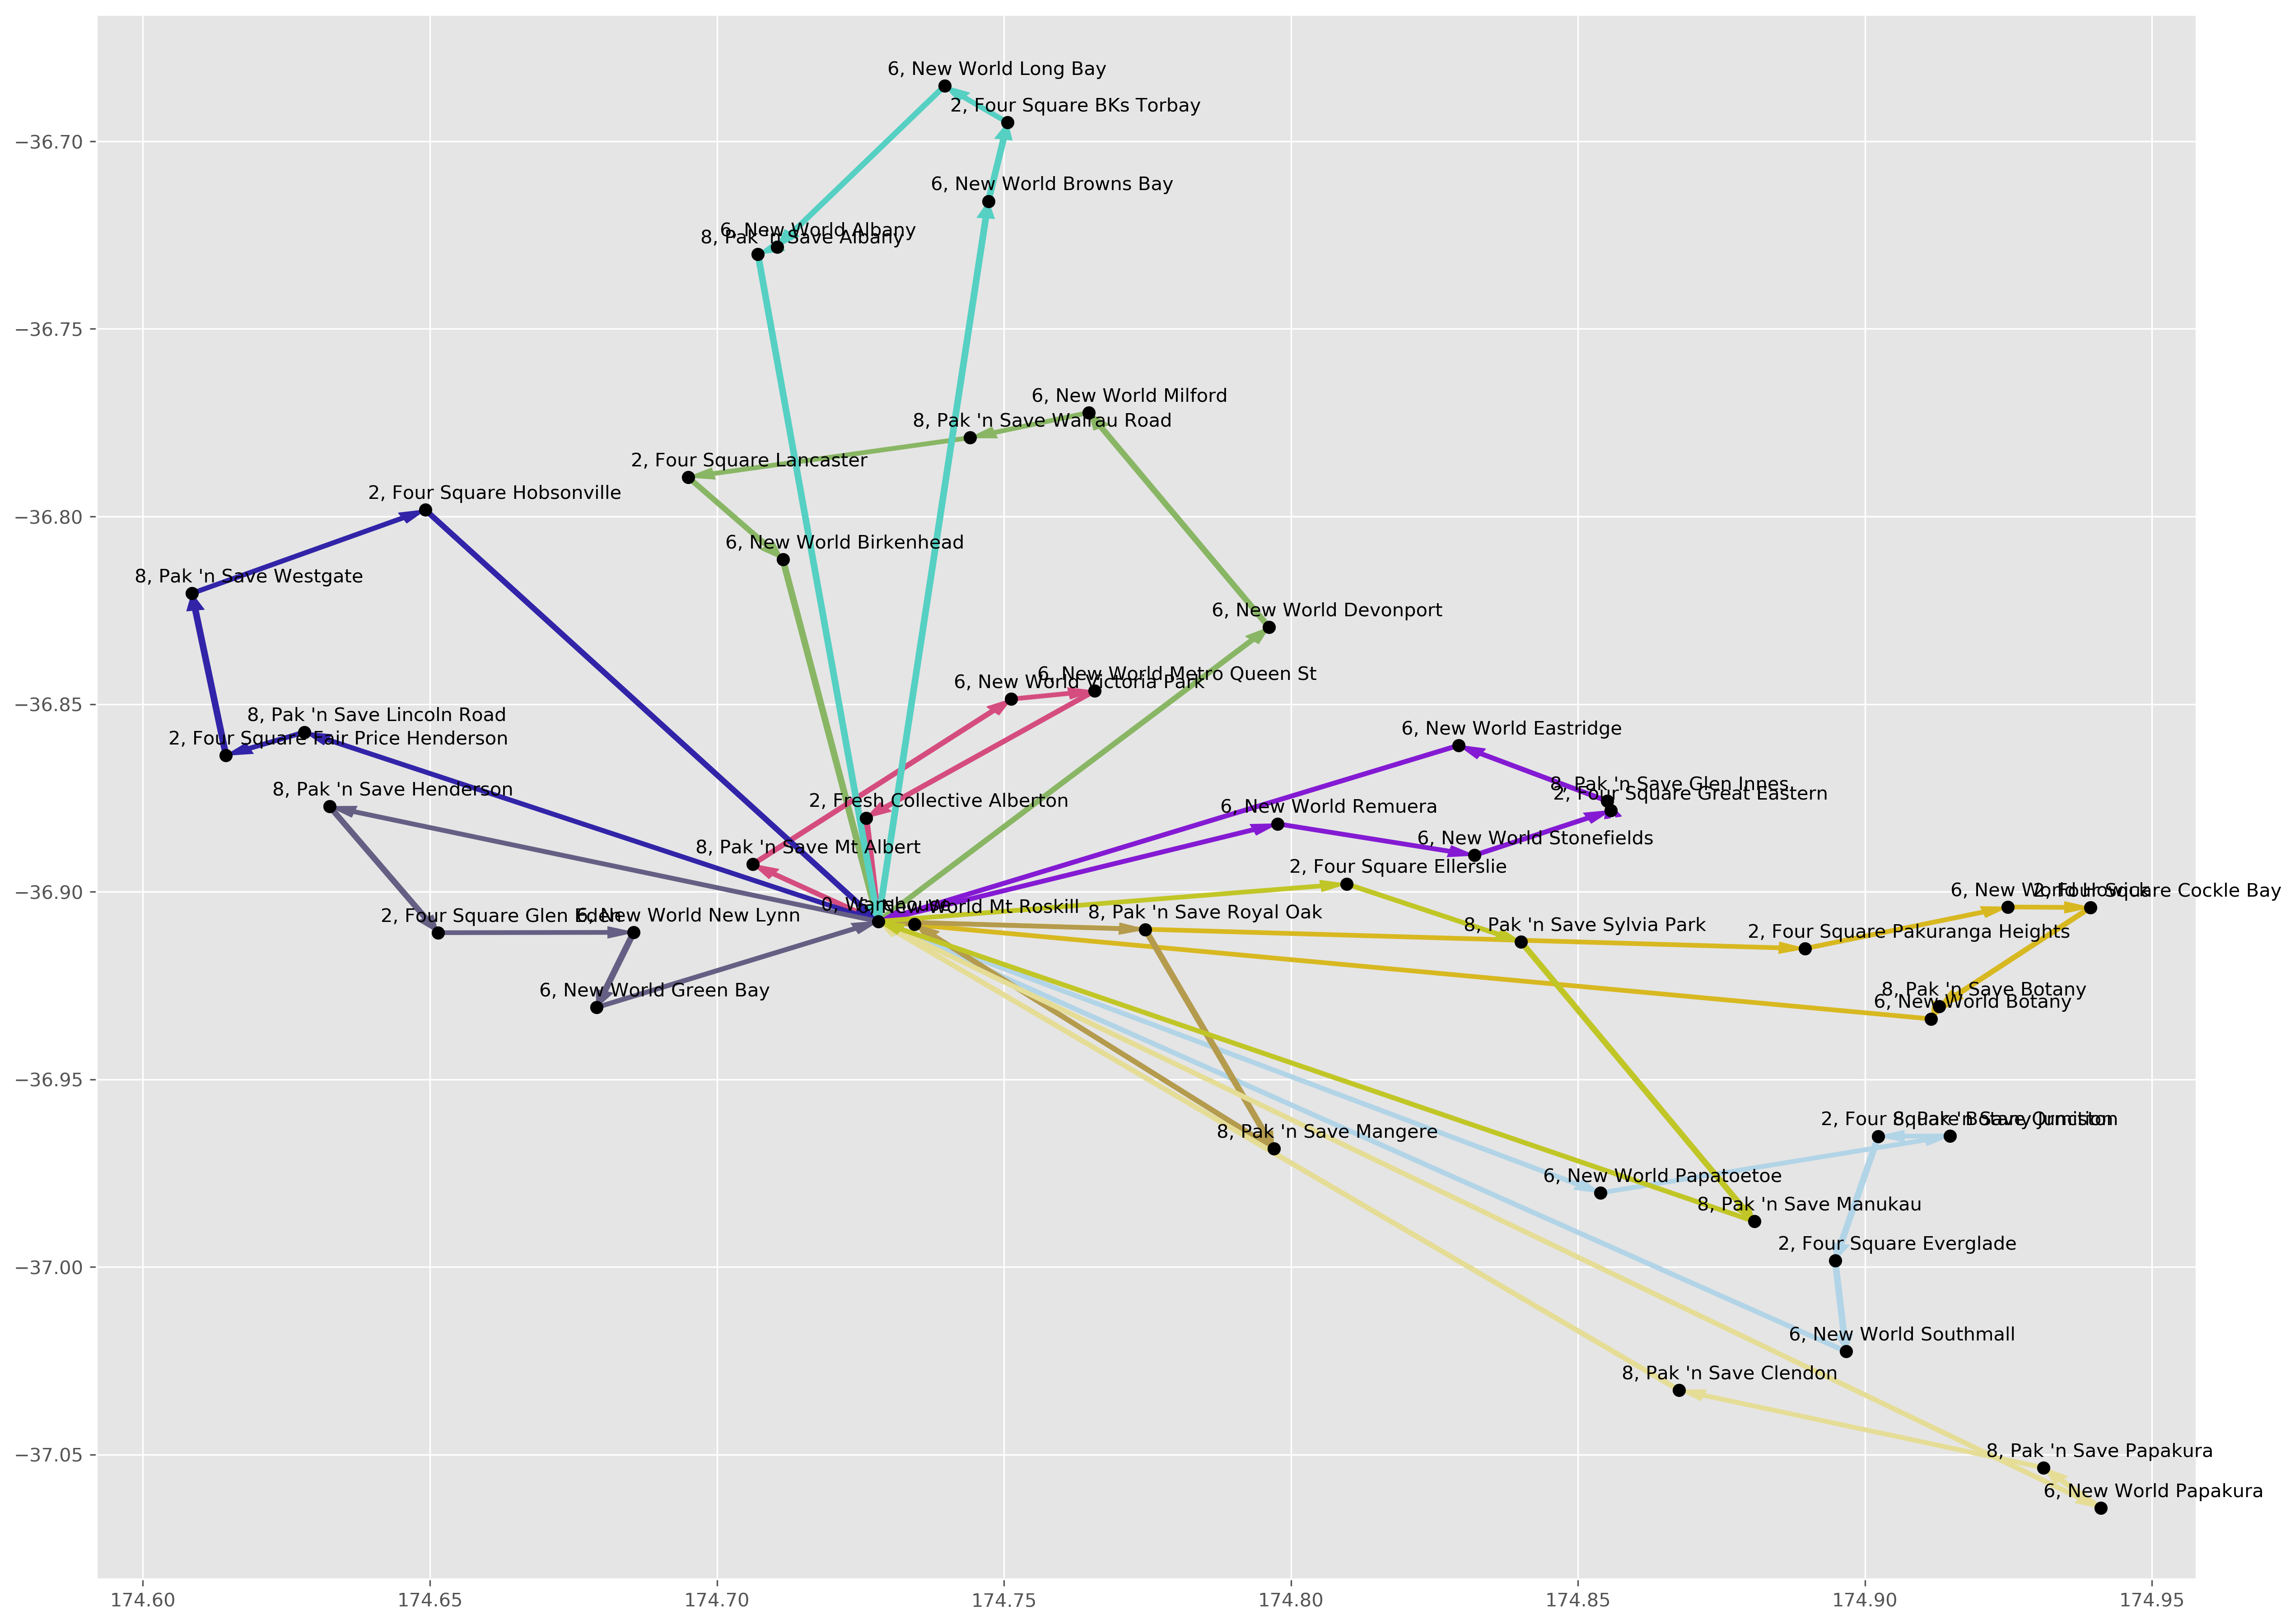 6, New World Long Bay
2, Four Square BKs Torbay
−36.70
6, New World Browns Bay
6, New World Albany
8, Pak 'n Save Albany
−36.75
6, New World Milford
8, Pak 'n Save Wairau Road
2, Four Square Lancaster
2, Four Square Hobsonville
−36.80
6, New World Birkenhead
8, Pak 'n Save Westgate
6, New World Devonport
6, New World Metro Queen St
6, New World Victoria Park
−36.85
8, Pak 'n Save Lincoln Road
6, New World Eastridge
2, Four Square Fair Price Henderson
8, Pak 'n Save Henderson
8, Pak 'n Save Glen Innes
2, Four Square Great Eastern
2, Fresh Collective Alberton
6, New World Remuera
6, New World Stonefields
8, Pak 'n Save Mt Albert
2, Four Square Ellerslie
−36.90
6, New World Howick
2, Four Square Cockle Bay
0, Warehouse
6, New World Mt Roskill
8, Pak 'n Save Royal Oak
2, Four Square Glen Eden
6, New World New Lynn
8, Pak 'n Save Sylvia Park
2, Four Square Pakuranga Heights
6, New World Green Bay
8, Pak 'n Save Botany
6, New World Botany
−36.95
2, Four Square Botany Junction
8, Pak 'n Save Ormiston
8, Pak 'n Save Mangere
6, New World Papatoetoe
8, Pak 'n Save Manukau
2, Four Square Everglade
−37.00
6, New World Southmall
8, Pak 'n Save Clendon
−37.05
8, Pak 'n Save Papakura
6, New World Papakura
174.60 174.65 174.70 174.75 174.80 174.85 174.90 174.95